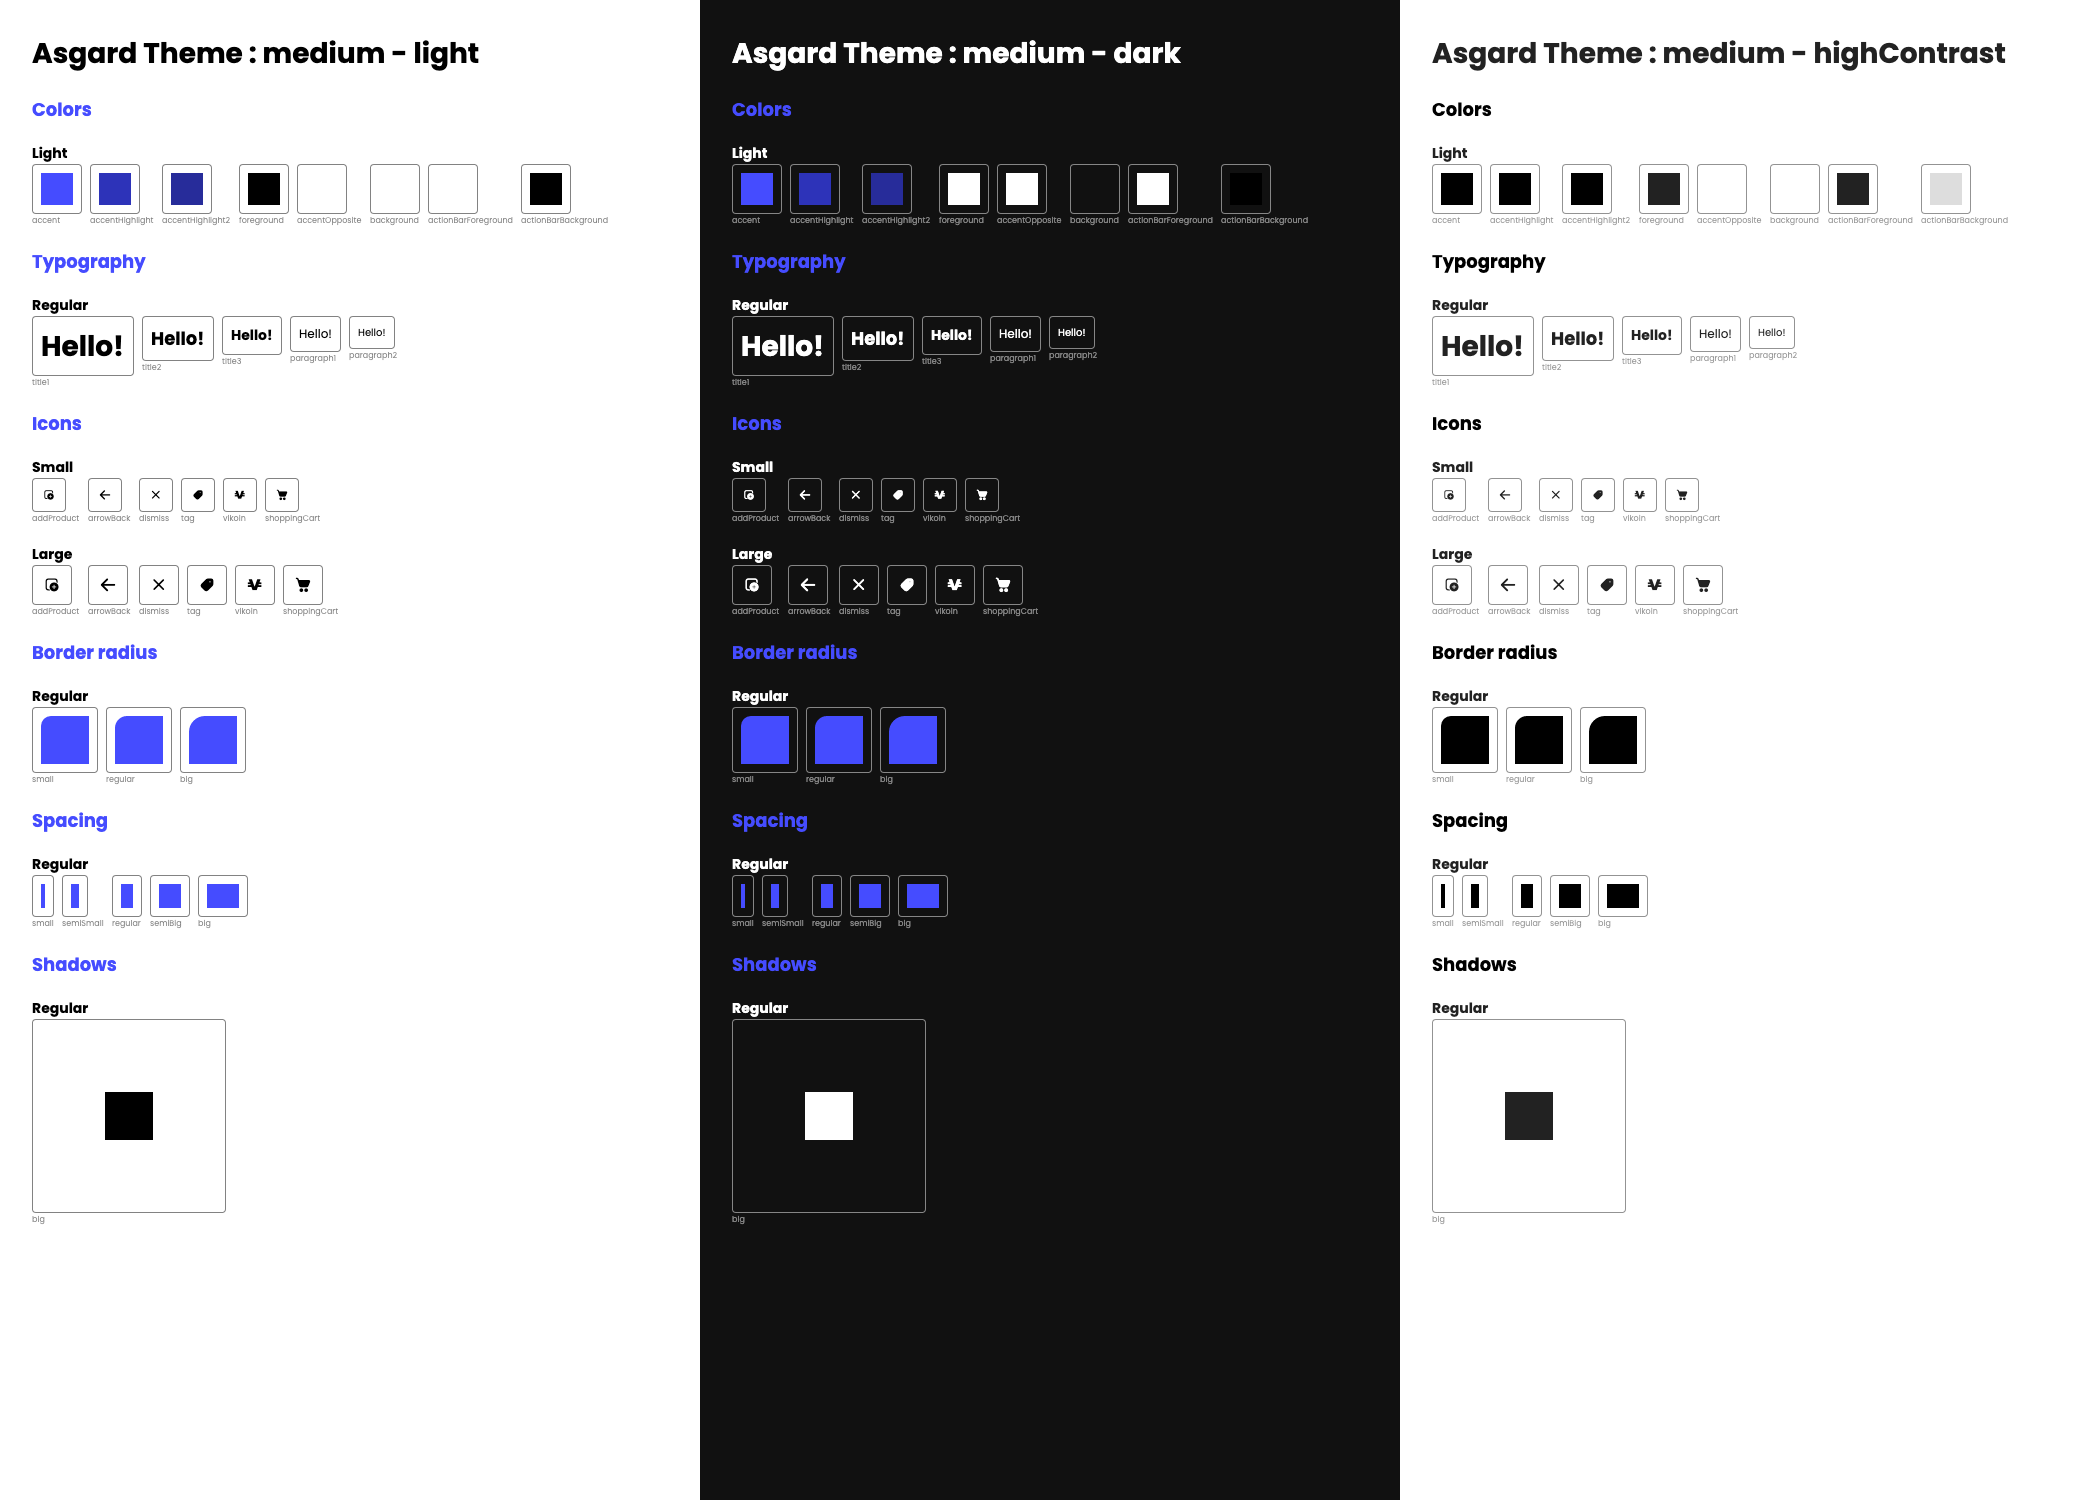 Asgard Theme : medium - light
Colors
Light
accent
accentHighlight
accentHighlight2
foreground
accentOpposite
background
actionBarForeground
actionBarBackground
Typography
Regular
Hello!
Hello!
Hello!
Hello!
Hello!
title1
title2
title3
paragraph1
paragraph2
Icons
Small
addProduct
arrowBack
dismiss
tag
vikoin
shoppingCart
Large
addProduct
arrowBack
dismiss
tag
vikoin
shoppingCart
Border radius
Regular
small
regular
big
Spacing
Regular
small
semiSmall
regular
semiBig
big
Shadows
Regular
big
Asgard Theme : medium - dark
Colors
Light
accent
accentHighlight
accentHighlight2
foreground
accentOpposite
background
actionBarForeground
actionBarBackground
Typography
Regular
Hello!
Hello!
Hello!
Hello!
Hello!
title1
title2
title3
paragraph1
paragraph2
Icons
Small
addProduct
arrowBack
dismiss
tag
vikoin
shoppingCart
Large
addProduct
arrowBack
dismiss
tag
vikoin
shoppingCart
Border radius
Regular
small
regular
big
Spacing
Regular
small
semiSmall
regular
semiBig
big
Shadows
Regular
big
Asgard Theme : medium - highContrast
Colors
Light
accent
accentHighlight
accentHighlight2
foreground
accentOpposite
background
actionBarForeground
actionBarBackground
Typography
Regular
Hello!
Hello!
Hello!
Hello!
Hello!
title1
title2
title3
paragraph1
paragraph2
Icons
Small
addProduct
arrowBack
dismiss
tag
vikoin
shoppingCart
Large
addProduct
arrowBack
dismiss
tag
vikoin
shoppingCart
Border radius
Regular
small
regular
big
Spacing
Regular
small
semiSmall
regular
semiBig
big
Shadows
Regular
big